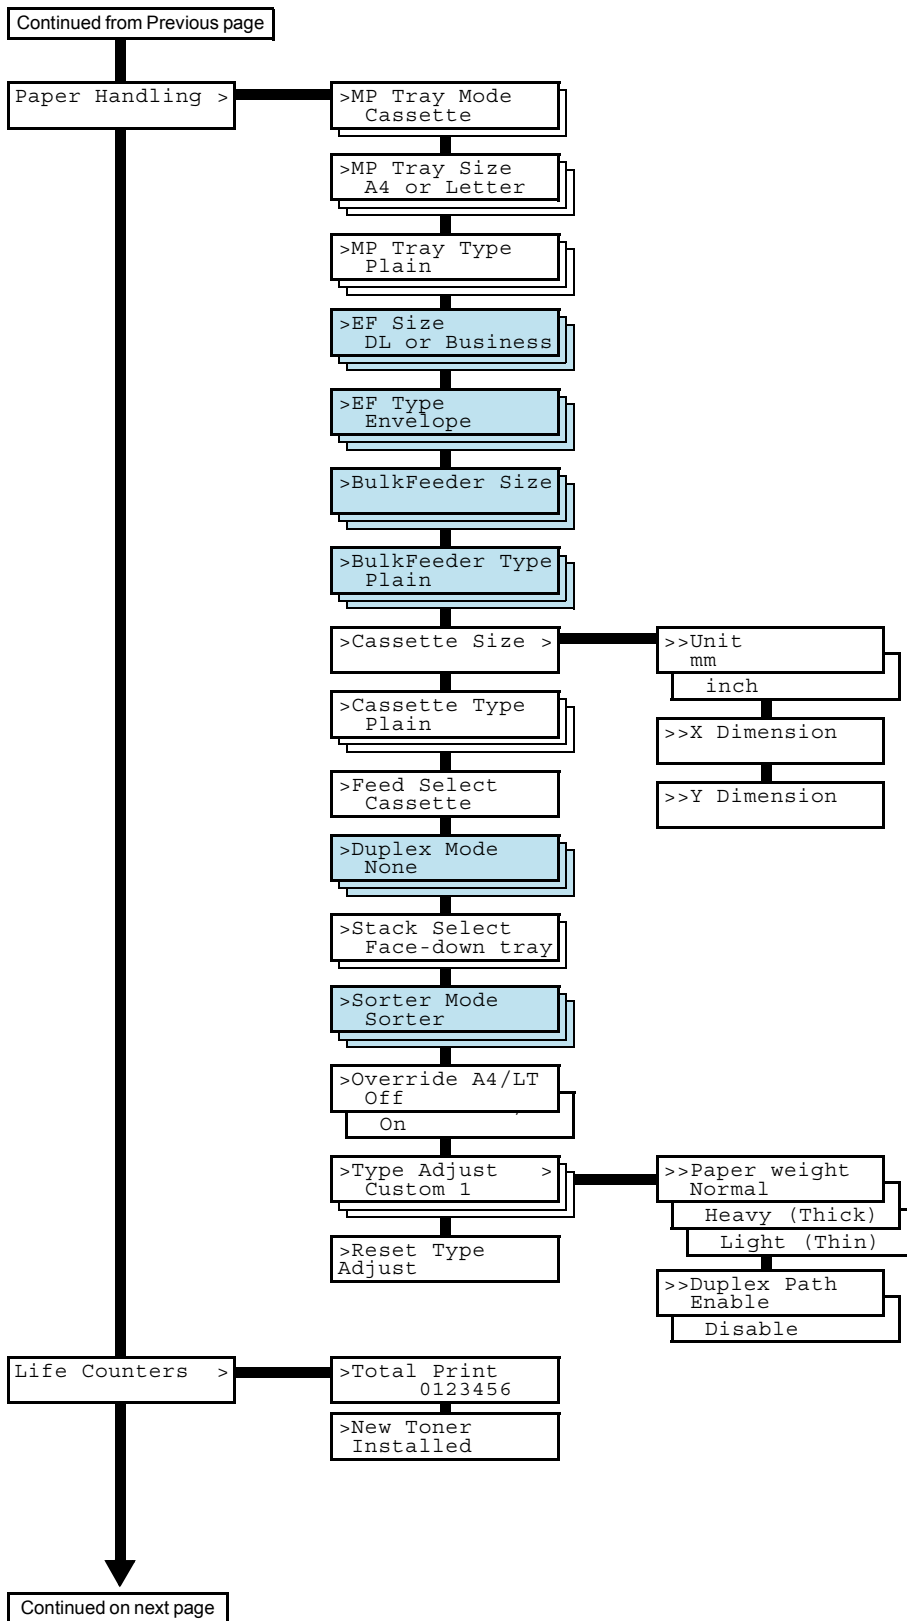 Continued from Previous page
Paper Handling >
>MP Tray Mode
Cassette
>MP Tray Size
A4 or Letter
>MP Tray Type
Plain
>EF Size
DL or Business
>EF Type
Envelope
>BulkFeeder Size
>BulkFeeder Type
Plain
>Cassette Size >
>>Unit
mm
inch
>>X Dimension
>>Y Dimension
>Cassette Type
Plain
>Feed Select
Cassette
>Duplex Mode
None
>Stack Select
Face-down tray
>Sorter Mode
Sorter
>Override A4/LT
Off
On
>Type Adjust >
Custom 1
>>Paper weight
Normal
Heavy (Thick)
Light (Thin)
>>Duplex Path
Enable
Disable
>Reset Type
Adjust
Life Counters >
>Total Print
0123456
>New Toner
Installed
Continued on next page